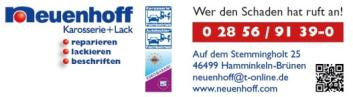 neuenhoff
Karosserie+Lack
reparieren
lackieren
beschriften
Wer den Schaden hat ruft an!
0 28 56 / 91 39-0
Auf dem Stemmingholt 25
46499 Hamminkeln-Brünen
neuenhoff@t-online.de
www.neuenhoff.com